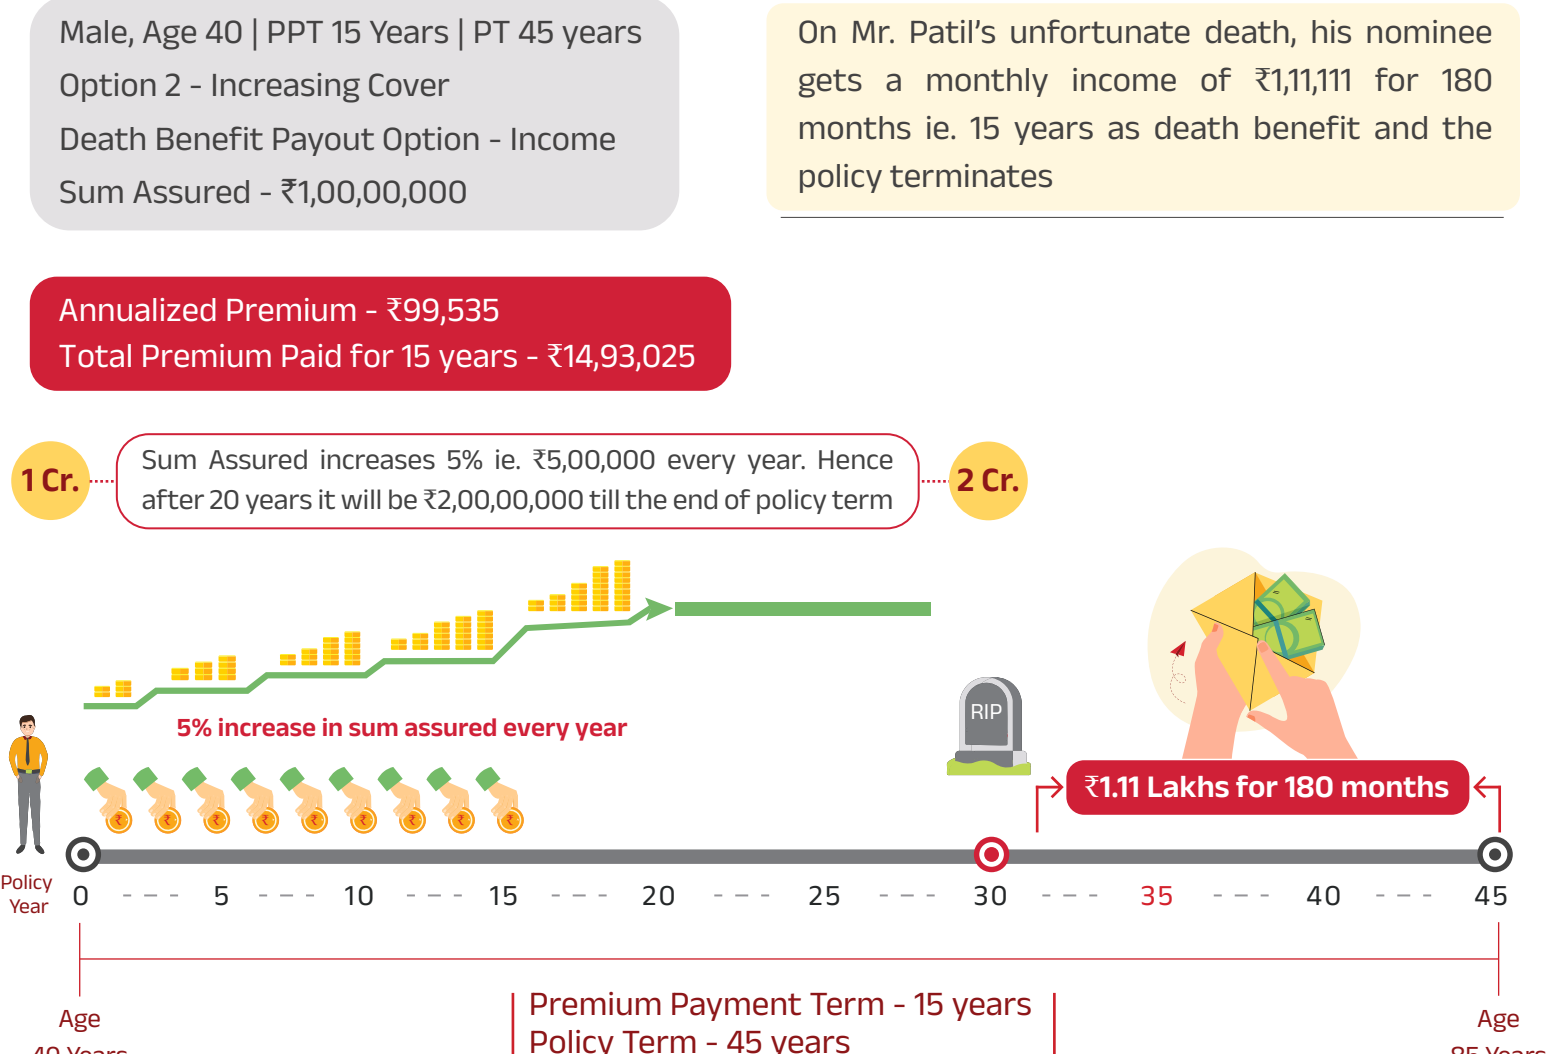 Male, Age 40 | PPT 15 Years | PT 45 years
Option 2 - Increasing Cover
Death Benefit Payout Option - Income
Sum Assured - ₹1,00,00,000
On Mr. Patil’s unfortunate death, his nominee
gets a monthly income of ₹1,11,111 for 180
months ie. 15 years as death benefit and the
policy terminates
Annualized Premium - ₹99,535
Total Premium Paid for 15 years - ₹14,93,025
1 Cr.
Sum Assured increases 5% ie. ₹5,00,000 every year. Hence
after 20 years it will be ₹2,00,00,000 till the end of policy term
2 Cr.
5% increase in sum assured every year
RIP
₹1.11 Lakhs for 180 months
Policy
Year
0 5 10 15 20 25 30 35 40 45
Age
40 Years
Premium Payment Term - 15 years
Policy Term - 45 years
Age
85 Years